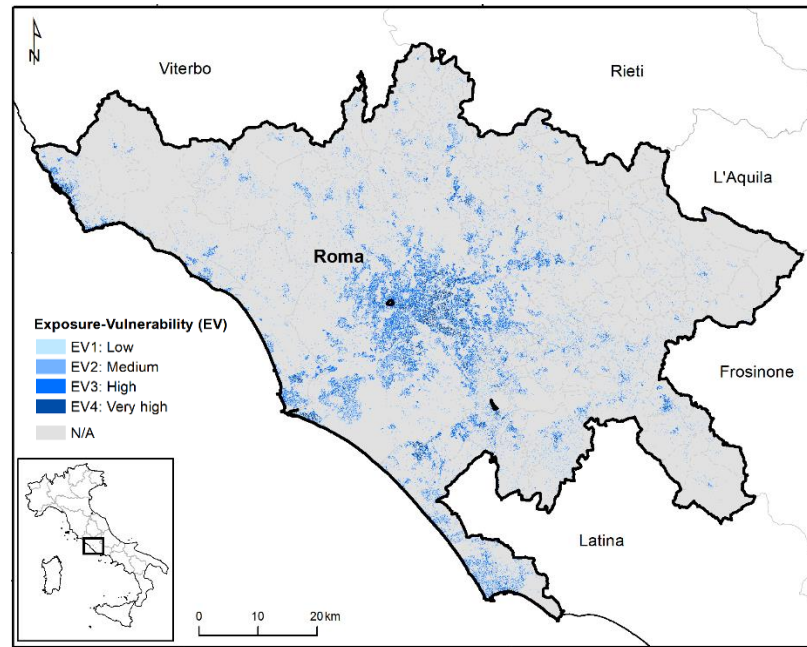 N
Viterbo
Rieti
L'Aquila
Roma
Exposure-Vulnerability (EV)
EV1: Low
EV2: Medium
EV3: High
EV4: Very high
N/A
Frosinone
Latina
0 10 20 km